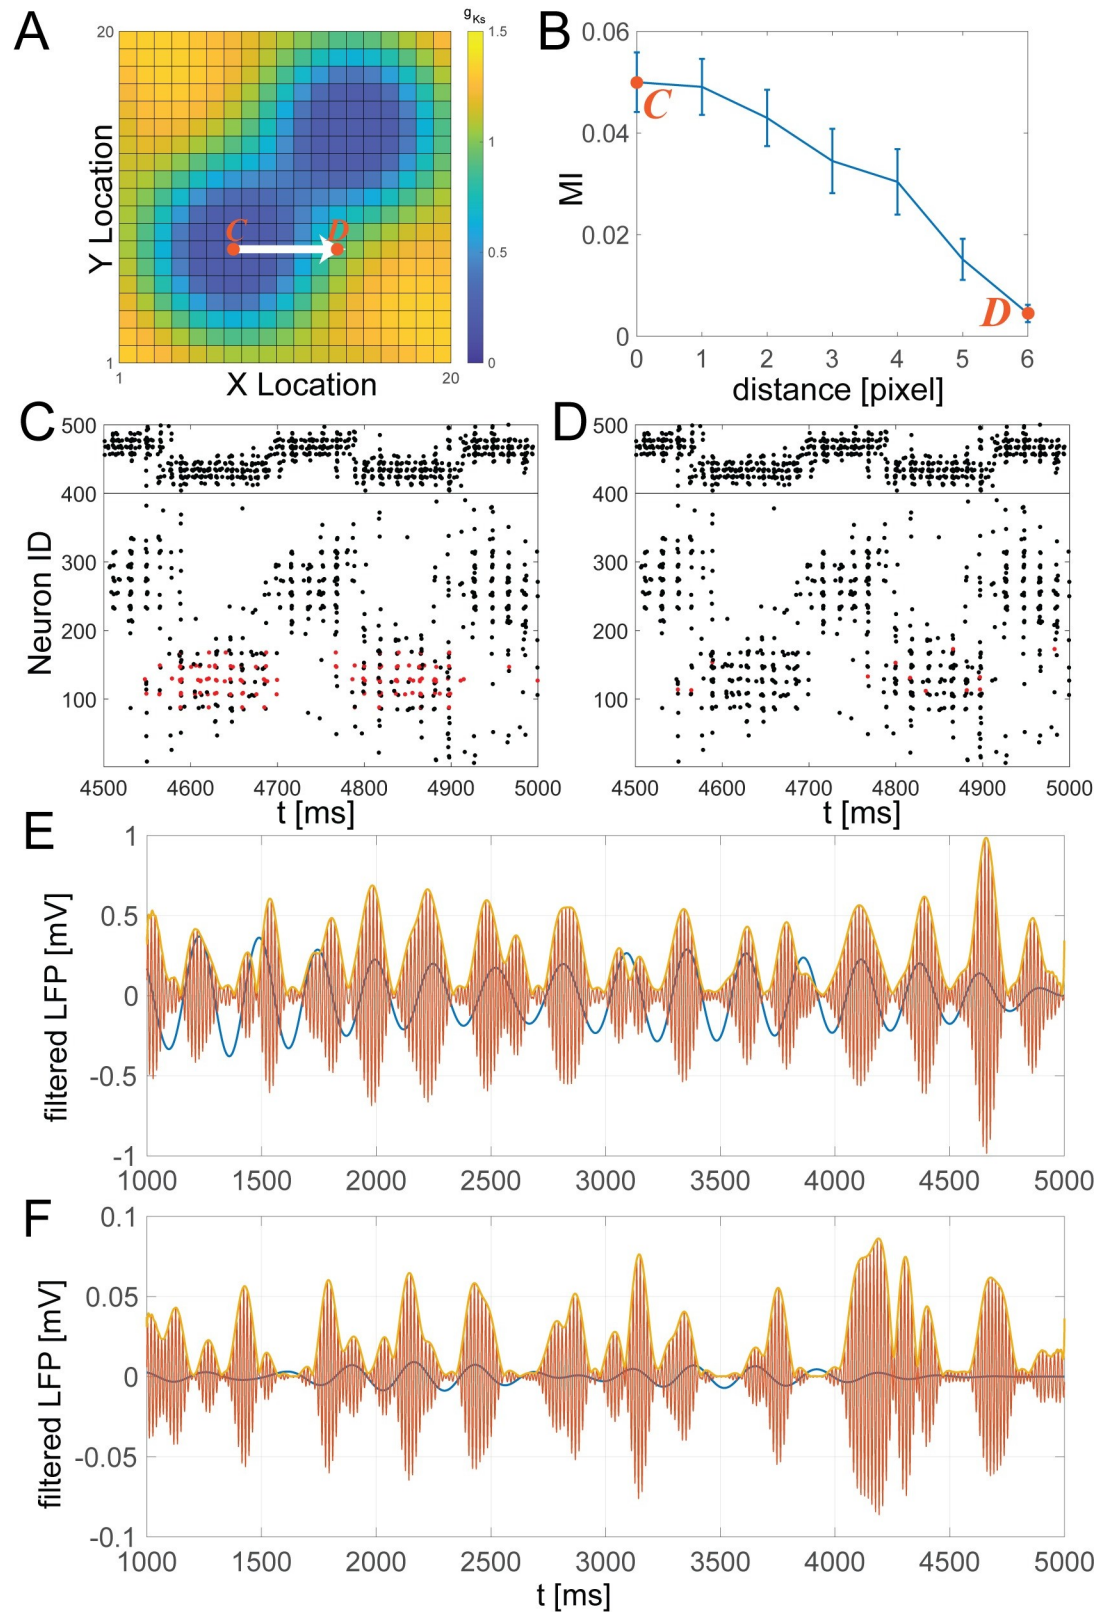 A
g_Ks
20
1.5
1
0.5
0
Y Location
C
D
1
1
20
X Location
B
0.06
0.04
0.02
0
MI
C
D
0 1 2 3 4 5 6
distance [pixel]
C
500
400
300
200
100
Neuron ID
4500 4600 4700 4800 4900 5000
t [ms]
D
500
400
300
200
100
4500 4600 4700 4800 4900 5000
t [ms]
E
1
0.5
0
-0.5
-1
filtered LFP [mV]
1000 1500 2000 2500 3000 3500 4000 4500 5000
F
0.1
0.05
0
-0.05
-0.1
filtered LFP [mV]
1000 1500 2000 2500 3000 3500 4000 4500 5000
t [ms]